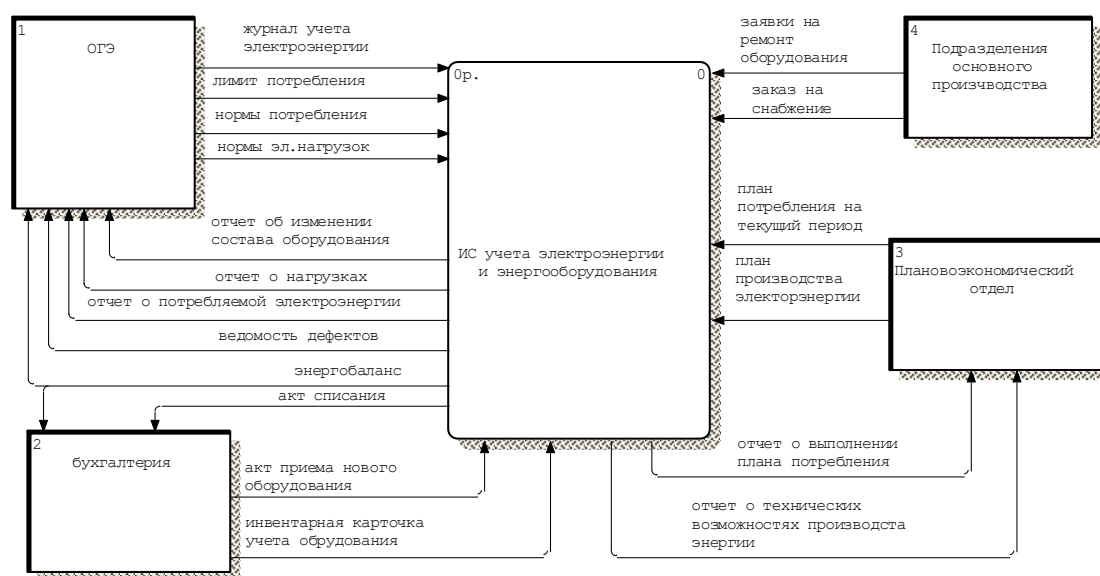 1
ОГЭ
журнал учета
электроэнергии
лимит потребления
нормы потребления
нормы эл.нагрузок
0р.
0
ИС учета электроэнергии
и энергооборудования
заявки на
ремонт
оборудования
заказ на
снабжение
4
Подразделения
основного
произчводства
план
потребления на
текущий период
план
производства
электорэнергии
3
Плановоэкономический
отдел
отчет об изменении
состава оборудования
отчет о нагрузках
отчет о потребляемой электроэнергии
ведомость дефектов
энергобаланс
акт списания
2
бухгалтерия
акт приема нового
оборудования
инвентарная карточка
учета обрудования
отчет о выполнении
плана потребления
отчет о технических
возможностях производста
энергии